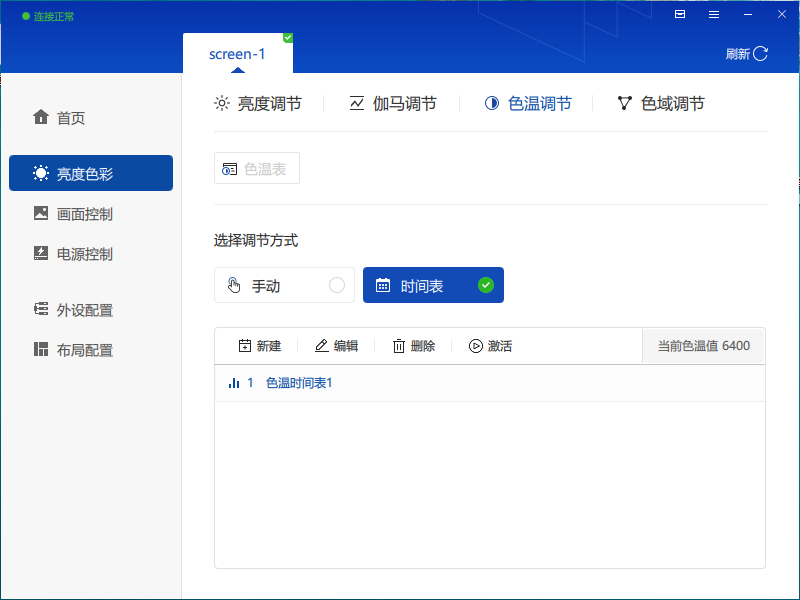 连接正常
screen-1
刷新
首页
亮度色彩
画面控制
电源控制
外设配置
布局配置
亮度调节 伽马调节 色温调节 色域调节
色温表
选择调节方式
手动 时间表
新建 编辑 删除 激活 当前色温值 6400
1 色温时间表1